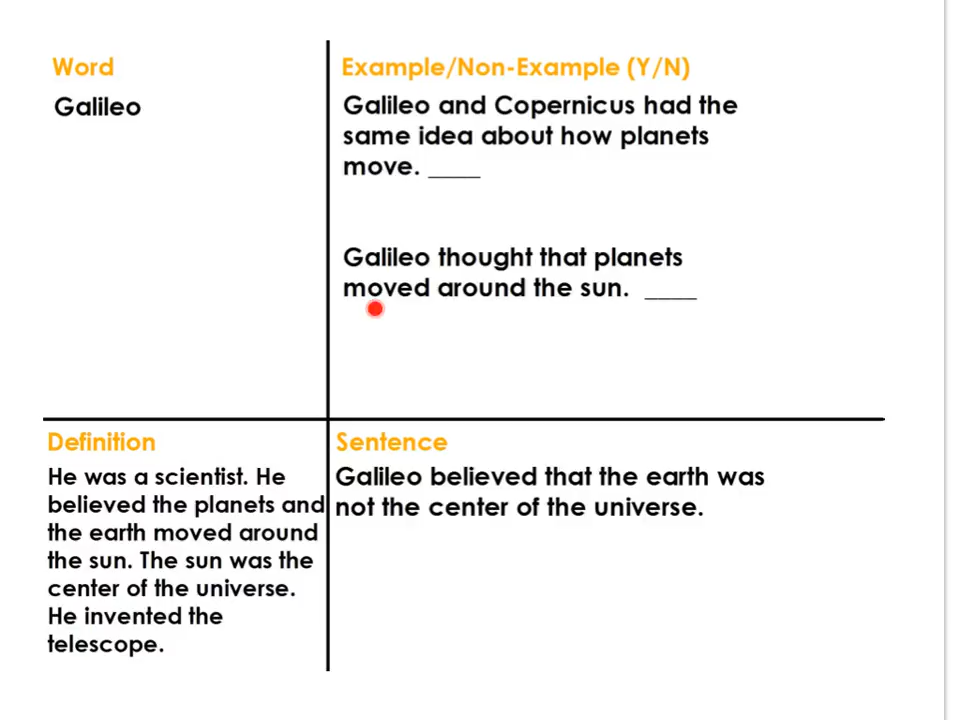 Word
Galileo
Example/Non-Example (Y/N)
Galileo and Copernicus had the
same idea about how planets
move. ____
Galileo thought that planets
moved around the sun. ____
Definition
He was a scientist. He
believed the planets and
the earth moved around
the sun. The sun was the
center of the universe.
He invented the
telescope.
Sentence
Galileo believed that the earth was
not the center of the universe.